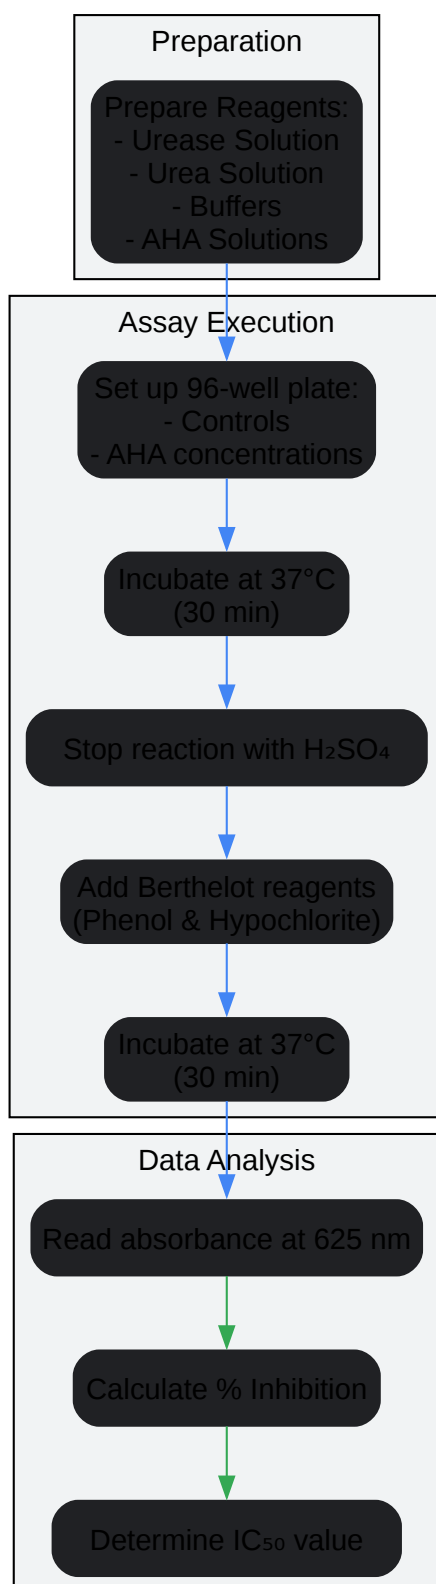 Preparation
Prepare Reagents:
- Urease Solution
- Urea Solution
- Buffers
- AHA Solutions
Assay Execution
Set up 96-well plate:
- Controls
- AHA concentrations
Incubate at 37°C
(30 min)
Stop reaction with H₂SO₄
Add Berthelot reagents
(Phenol & Hypochlorite)
Incubate at 37°C
(30 min)
Data Analysis
Read absorbance at 625 nm
Calculate % Inhibition
Determine IC₅₀ value